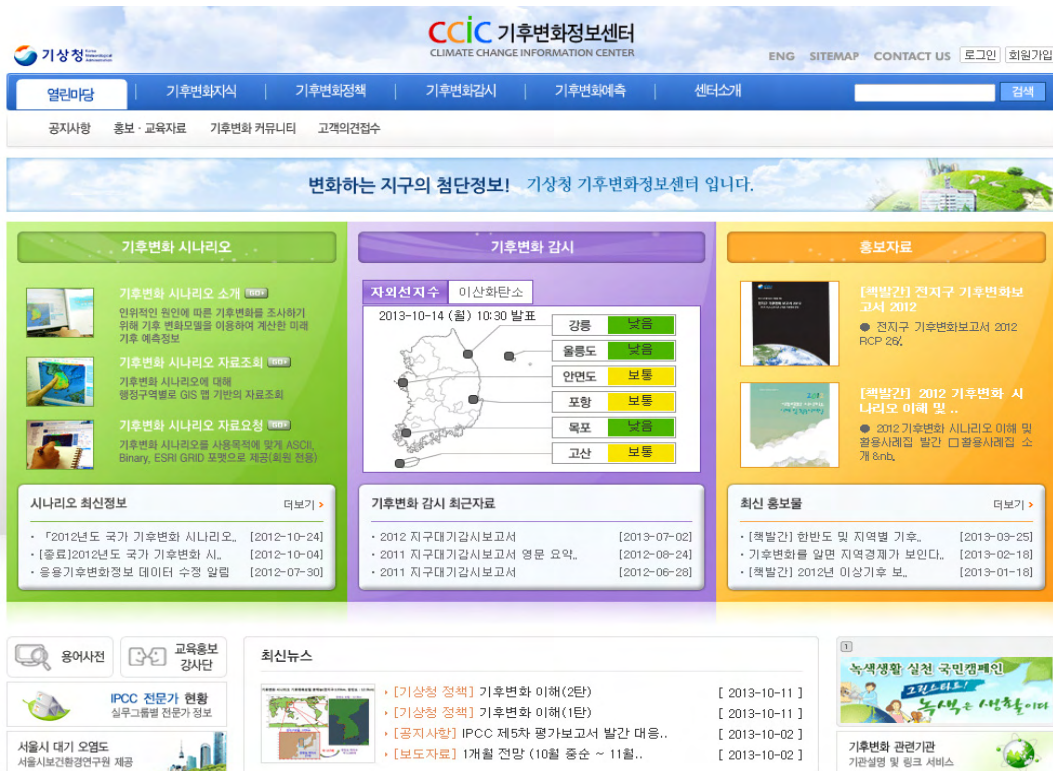 기상청
CCiC 기후변화정보센터
CLIMATE CHANGE INFORMATION CENTER
ENG SITEMAP CONTACT US 로그인 회원가입
열린마당 기후변화지식 기후변화정책 기후변화감시 기후변화예측 센터소개 검색
공지사항 홍보 · 교육자료 기후변화 커뮤니티 고객의견접수
변화하는 지구의 첨단정보! 기상청 기후변화정보센터 입니다.
기후변화 시나리오
기후변화 시나리오 소개 GO
인위적인 원인에 따른 기후변화를 조사하기
위해 기후 변화모델을 이용하여 계산한 미래
기후 예측정보
기후변화 시나리오 자료조회 GO
기후변화 시나리오에 대해
행정구역별로 GIS 맵 기반의 자료조회
기후변화 시나리오 자료요청 GO
기후변화 시나리오를 사용목적에 맞게 ASCII,
Binary, ESRI GRID 포맷으로 제공(회원 전용)
시나리오 최신정보 더보기 >
· 「2012년도 국가 기후변화 시나리오.. [2012-10-24]
· [종료]2012년도 국가 기후변화 시.. [2012-10-04]
· 응용기후변화정보 데이터 수정 알림 [2012-07-30]
기후변화 감시
자외선지수 이산화탄소
2013-10-14 (월) 10:30 발표
강릉 낮음
울릉도 낮음
안면도 보통
포항 보통
목포 낮음
고산 보통
기후변화 감시 최근자료
· 2012 지구대기감시보고서 [2013-07-02]
· 2011 지구대기감시보고서 영문 요약.. [2012-08-24]
· 2011 지구대기감시보고서 [2012-06-28]
홍보자료
[책발간] 전지구 기후변화보
고서 2012
● 전지구 기후변화보고서 2012
RCP 26/.
[책발간] 2012 기후변화 시
나리오 이해 및 ..
● 2012 기후변화 시나리오 이해 및
활용사례집 발간 □활용사례집 소
개 &nb.
최신 홍보물 더보기 >
· [책발간] 한반도 및 지역별 기후.. [2013-03-25]
· 기후변화를 알면 지역경제가 보인다.. [2013-02-18]
· [책발간] 2012년 이상기후 보.. [2013-01-18]
용어사전
교육홍보
강사단
IPCC 전문가 현황
실무그룹별 전문가 정보
서울시 대기 오염도
서울시보건환경연구원 제공
최신뉴스
[기상청 정책] 기후변화 이해(2탄) [ 2013-10-11 ]
[기상청 정책] 기후변화 이해(1탄) [ 2013-10-11 ]
[공지사항] IPCC 제5차 평가보고서 발간 대응.. [ 2013-10-02 ]
[보도자료] 1개월 전망 (10월 중순 ~ 11월.. [ 2013-10-02 ]
1
녹색생활 실천 국민캠페인
그린스타트!
녹색은 생활이다
기후변화 관련기관
기관설명 및 링크 서비스